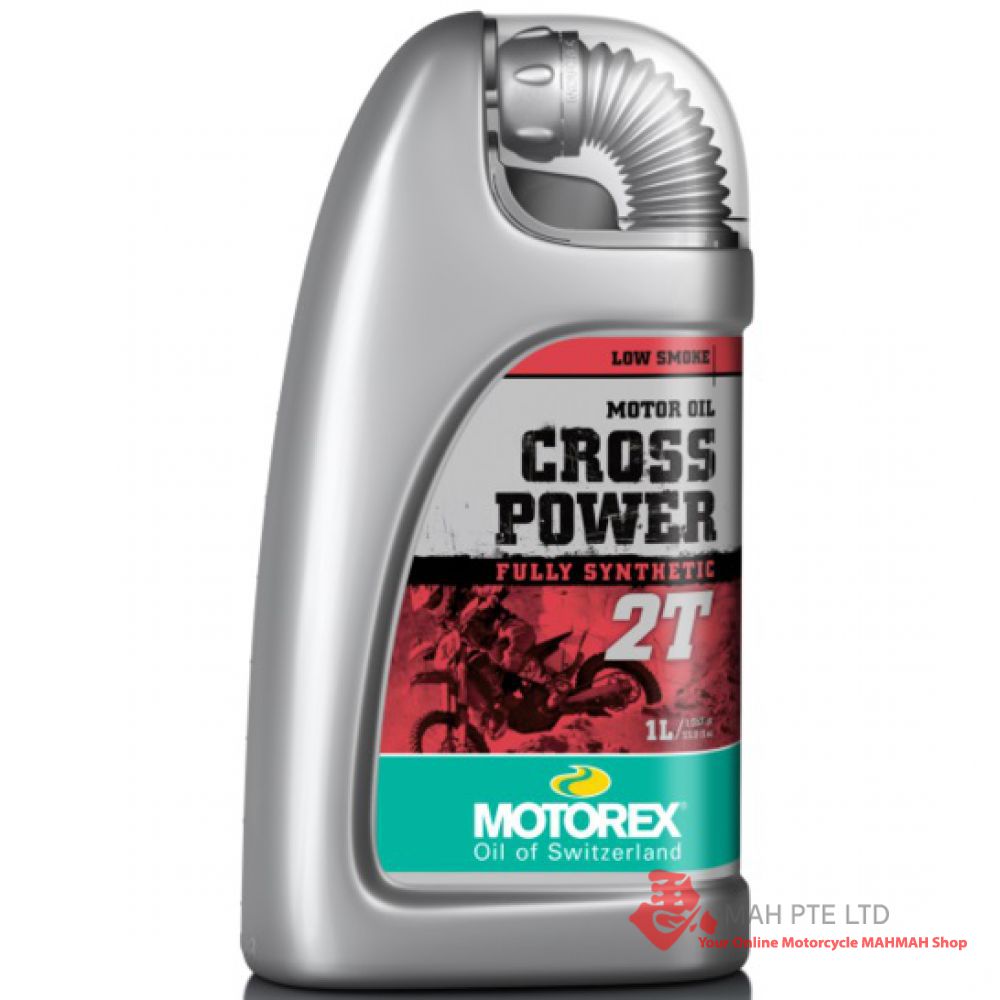 LOW SMOKE
MOTOR OIL
CROSS
POWER
FULLY SYNTHETIC
2T
1L/
MOTOREX®
Oil of Switzerland
MAH PTE LTD
Your Online Motorcycle MAHMAH Shop